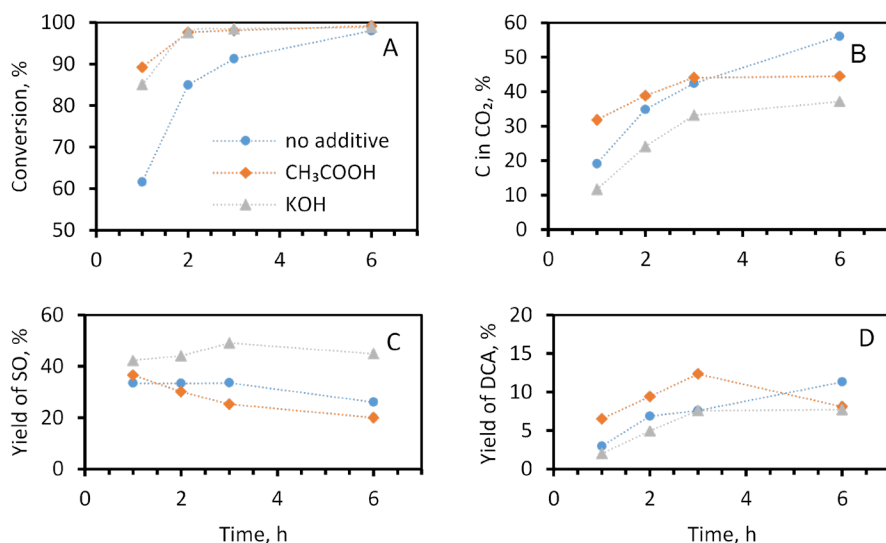 Conversion, %
100
90
80
70
60
50
0
2
4
6
A
no additive
CH₃COOH
KOH
C in CO₂, %
60
50
40
30
20
10
0
0
2
4
6
B
Yield of SO, %
60
40
20
0
0
2
4
6
C
Time, h
Yield of DCA, %
20
15
10
5
0
0
2
4
6
D
Time, h